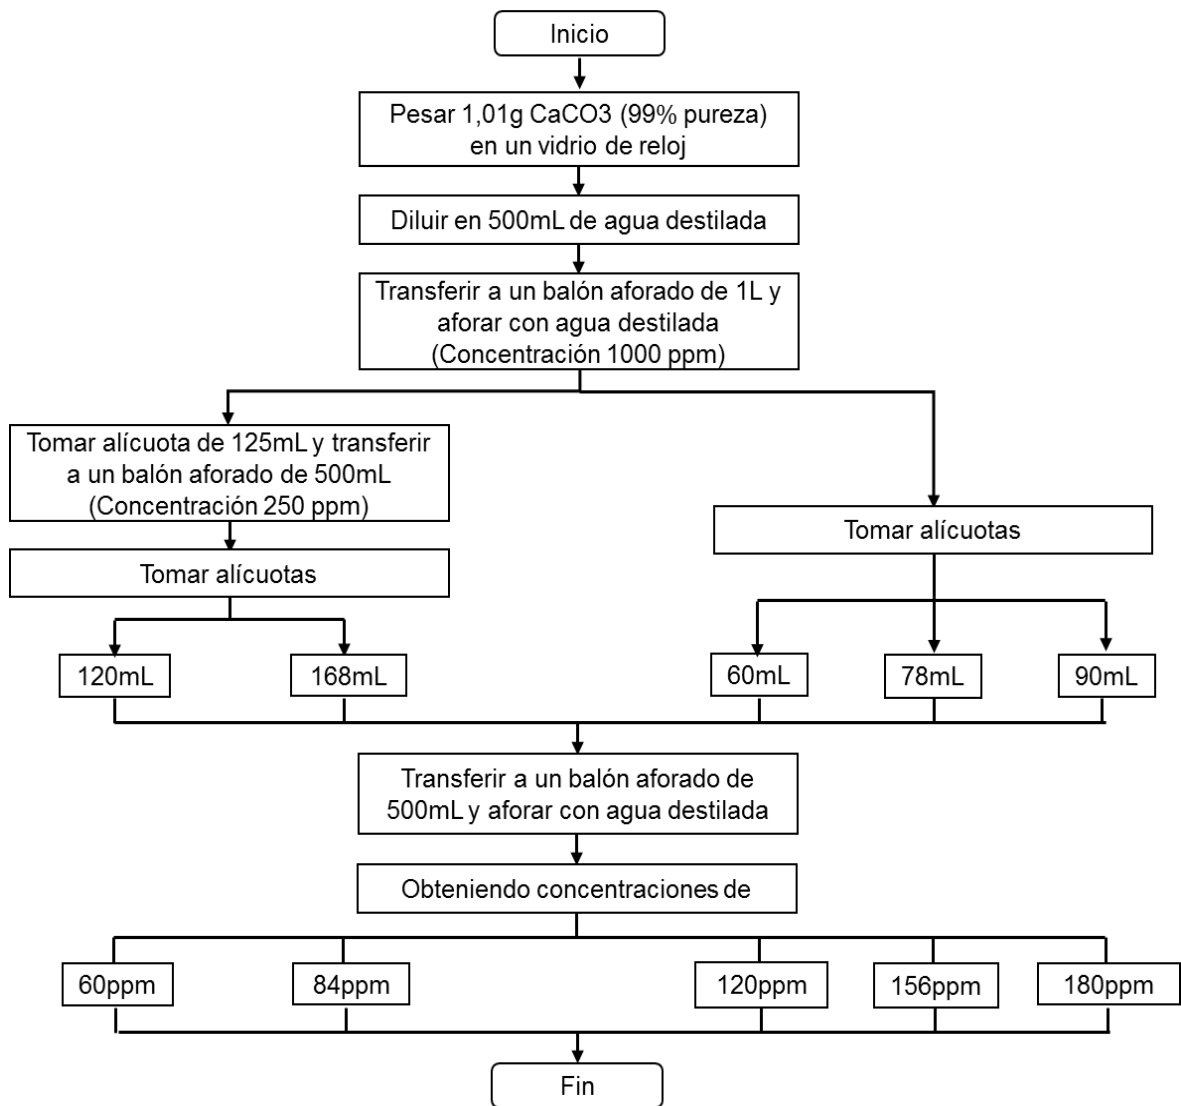 Inicio
Pesar 1,01g CaCO3 (99% pureza)
en un vidrio de reloj
Diluir en 500mL de agua destilada
Transferir a un balón aforado de 1L y
aforar con agua destilada
(Concentración 1000 ppm)
Tomar alícuota de 125mL y transferir
a un balón aforado de 500mL
(Concentración 250 ppm)
Tomar alícuotas
Tomar alícuotas
120mL
168mL
60mL
78mL
90mL
Transferir a un balón aforado de
500mL y aforar con agua destilada
Obteniendo concentraciones de
60ppm
84ppm
120ppm
156ppm
180ppm
Fin